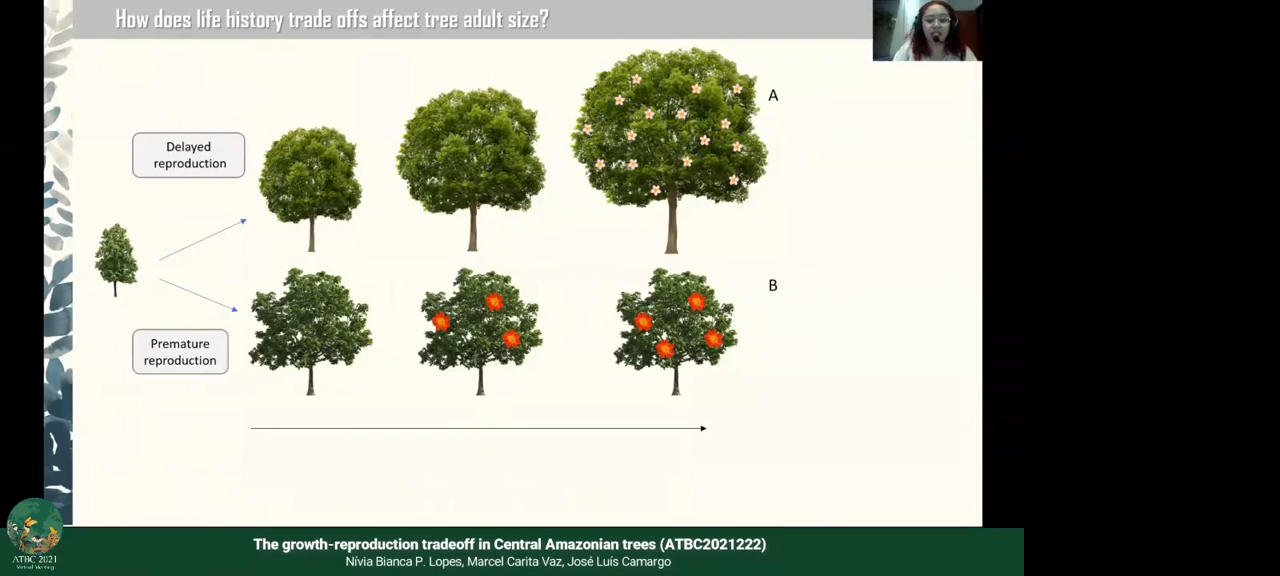 How does life history trade offs affect tree adult size?
A
Delayed
reproduction
B
Premature
reproduction
ATBC 2021
Virtual Meeting
The growth-reproduction tradeoff in Central Amazonian trees (ATBC2021222)
Nívia Bianca P. Lopes, Marcel Carita Vaz, José Luís Camargo